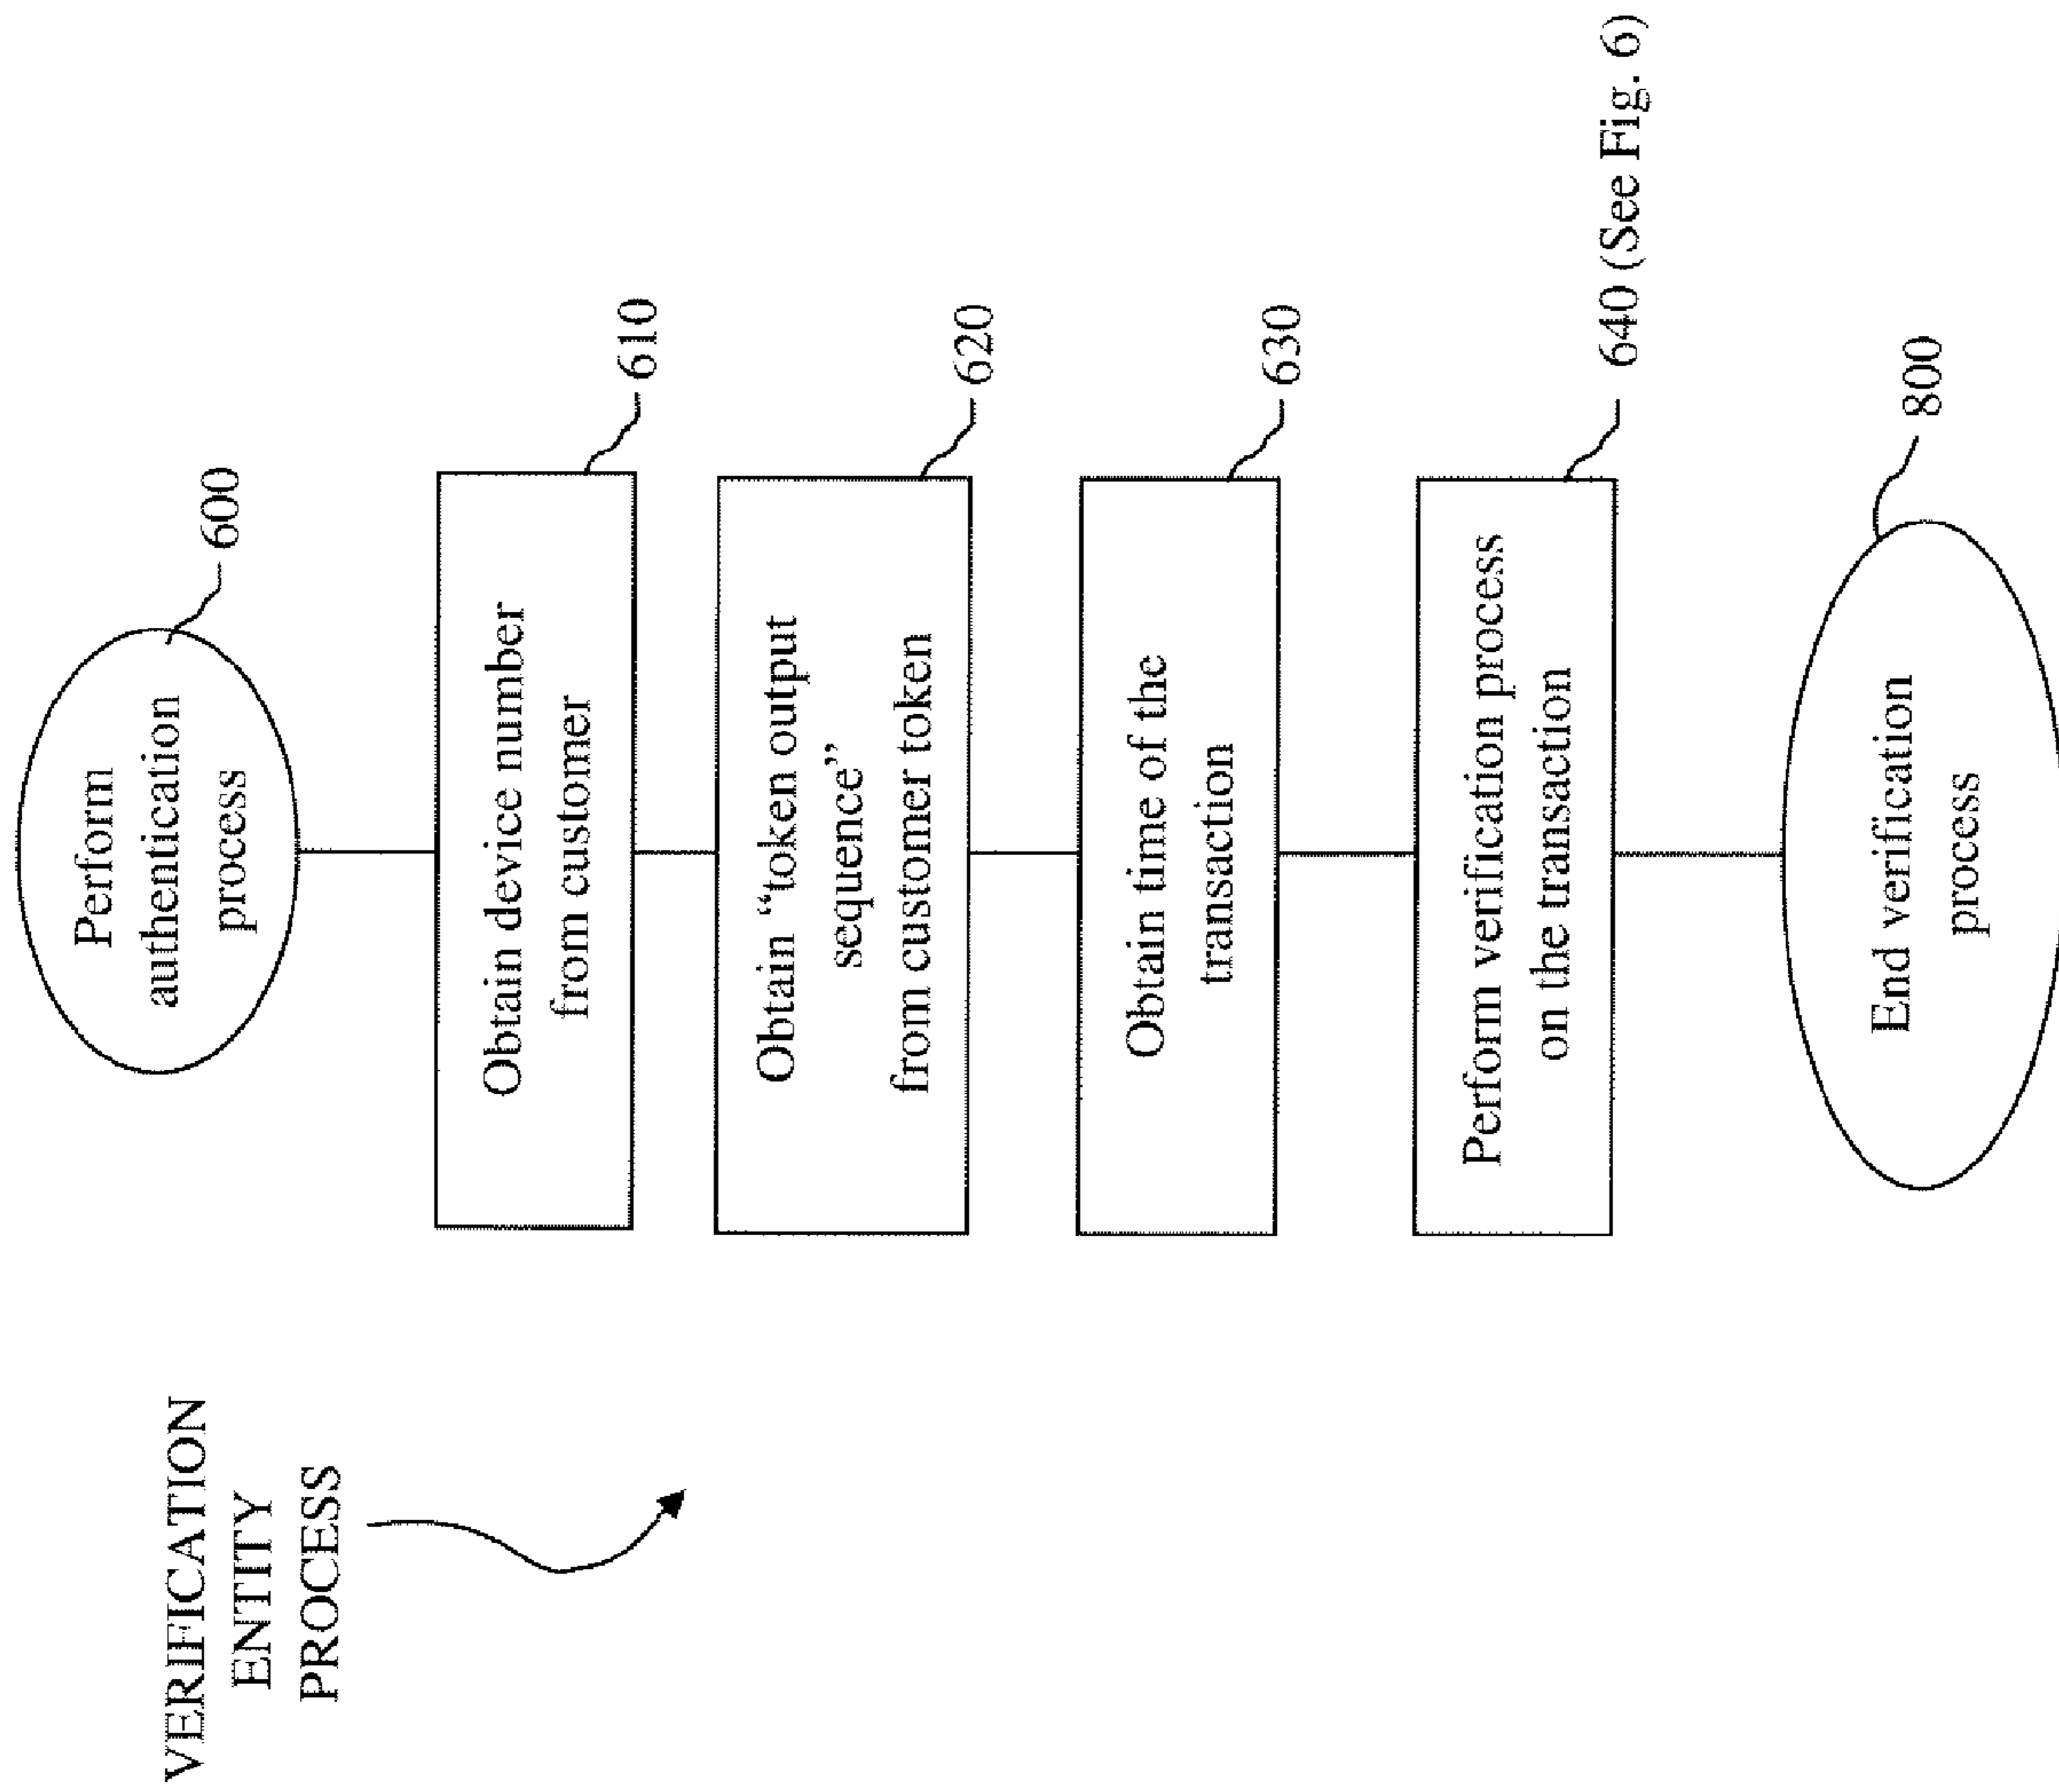 VERIFICATION
ENTITY
PROCESS
Perform
authentication
process
600
Obtain device number
from customer
610
Obtain “token output
sequence”
from customer token
620
Obtain time of the
transaction
630
Perform verification process
on the transaction
640 (See Fig. 6)
End verification
process
800